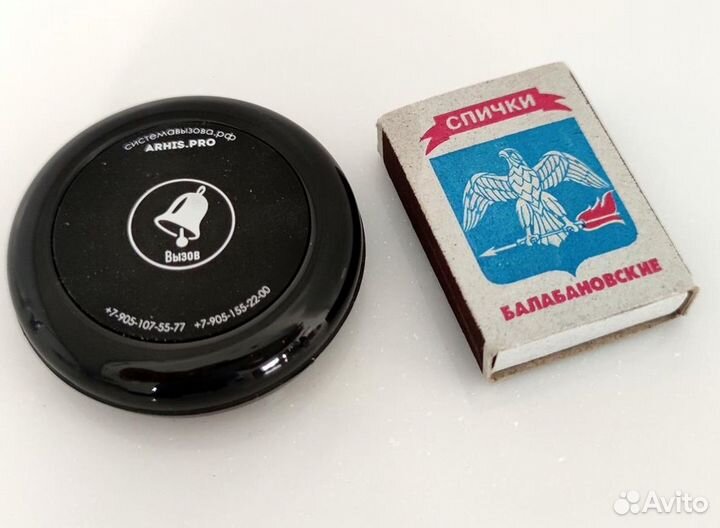 системавызова.рф
ARHIS.PRO
Вызов
+7-905-107-55-77 +7-905-155-22-00
СПИЧКИ
БАЛАБАНОВСКИЕ
Avito